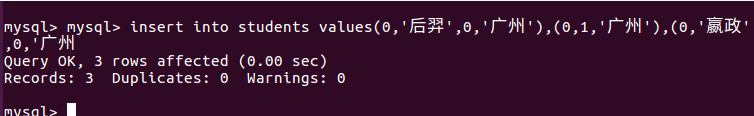 mysql> mysql> insert into students values(0,'后羿',0,'广州'),(0,1,'广州'),(0,'嬴政'
,0,'广州
Query OK, 3 rows affected (0.00 sec)
Records: 3  Duplicates: 0  Warnings: 0
mysql>